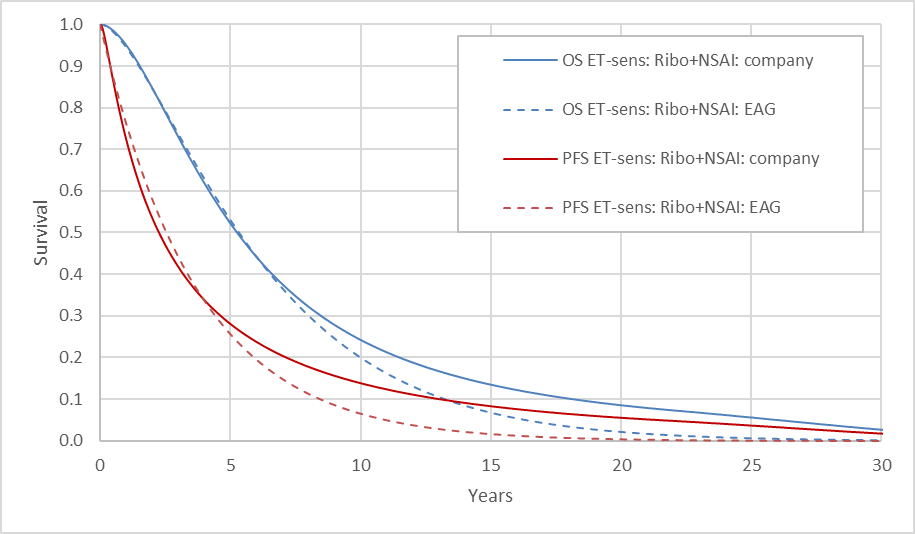 1.0
0.9
0.8
0.7
0.6
0.5
0.4
0.3
0.2
0.1
0.0
Survival
OS ET-sens: Ribo+NSAI: company
OS ET-sens: Ribo+NSAI: EAG
PFS ET-sens: Ribo+NSAI: company
PFS ET-sens: Ribo+NSAI: EAG
0 5 10 15 20 25 30
Years